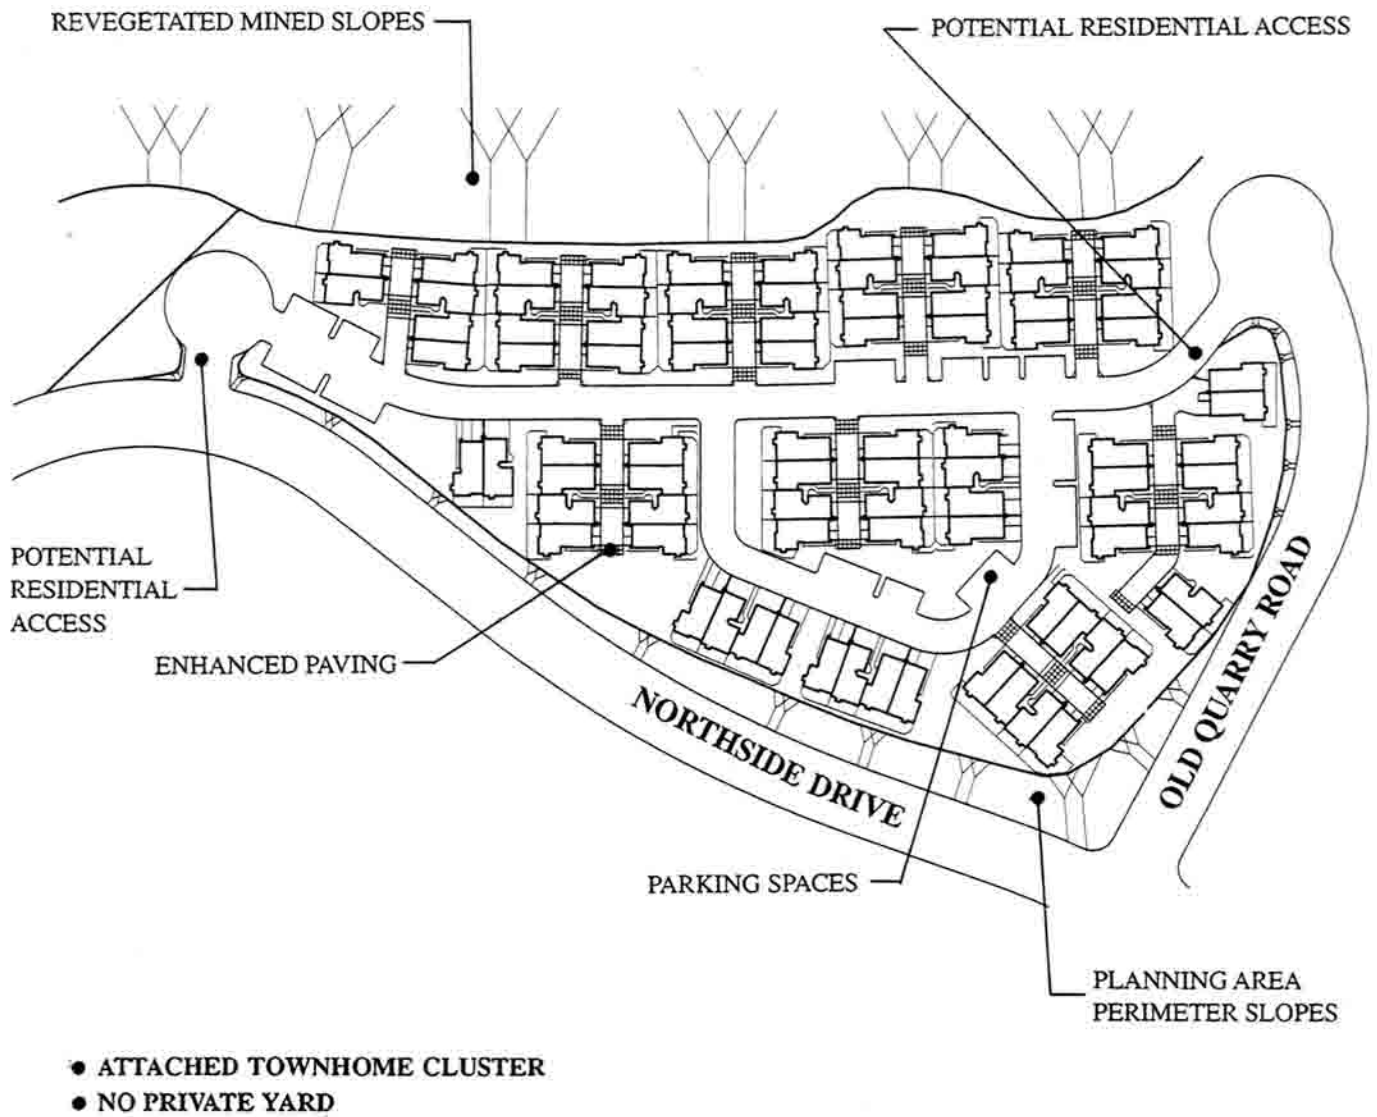 REVEGETATED MINED SLOPES
POTENTIAL RESIDENTIAL ACCESS
POTENTIAL
RESIDENTIAL
ACCESS
ENHANCED PAVING
NORTHSIDE DRIVE
OLD QUARRY ROAD
PARKING SPACES
PLANNING AREA
PERIMETER SLOPES
● ATTACHED TOWNHOME CLUSTER
● NO PRIVATE YARD